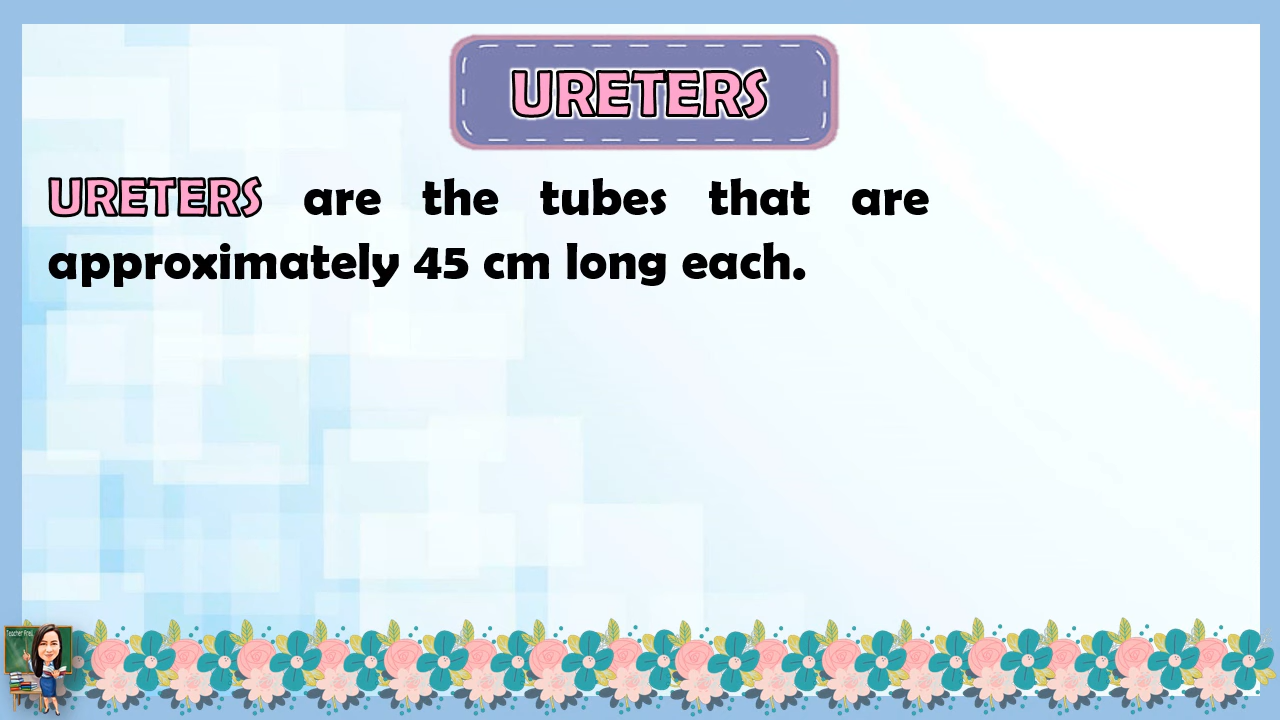 URETERS
URETERS are the tubes that are
approximately 45 cm long each.